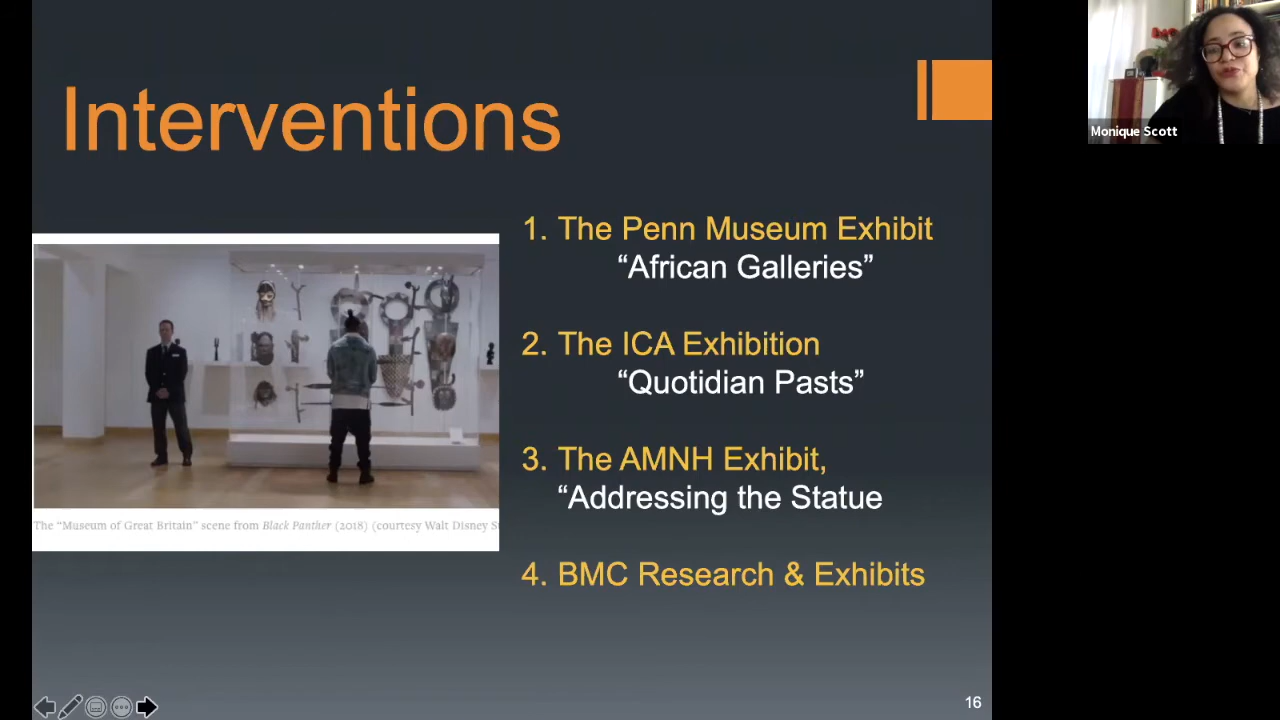 Interventions
Monique Scott
1. The Penn Museum Exhibit
“African Galleries”
2. The ICA Exhibition
“Quotidian Pasts”
3. The AMNH Exhibit,
“Addressing the Statue
4. BMC Research & Exhibits
The “Museum of Great Britain” scene from Black Panther (2018) (courtesy Walt Disney S
16